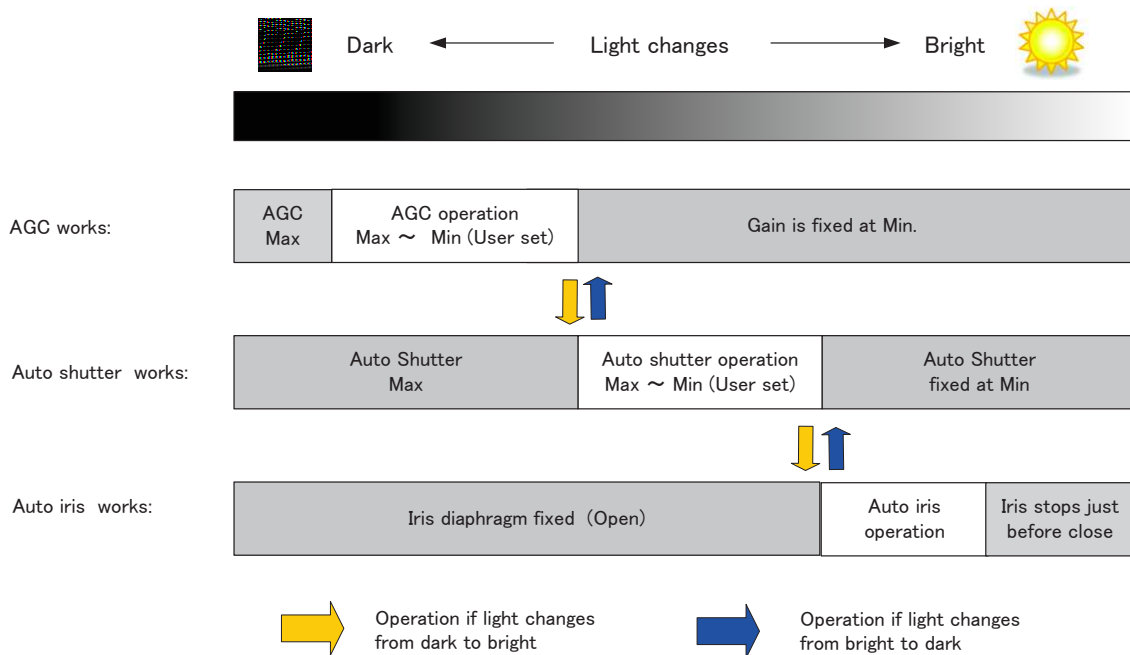 Dark
Light changes
Bright
AGC works:
AGC
Max
AGC operation
Max ～ Min (User set)
Gain is fixed at Min.
Auto shutter works:
Auto Shutter
Max
Auto shutter operation
Max ～ Min (User set)
Auto Shutter
fixed at Min
Auto iris works:
Iris diaphragm fixed (Open)
Auto iris
operation
Iris stops just
before close
Operation if light changes
from dark to bright
Operation if light changes
from bright to dark